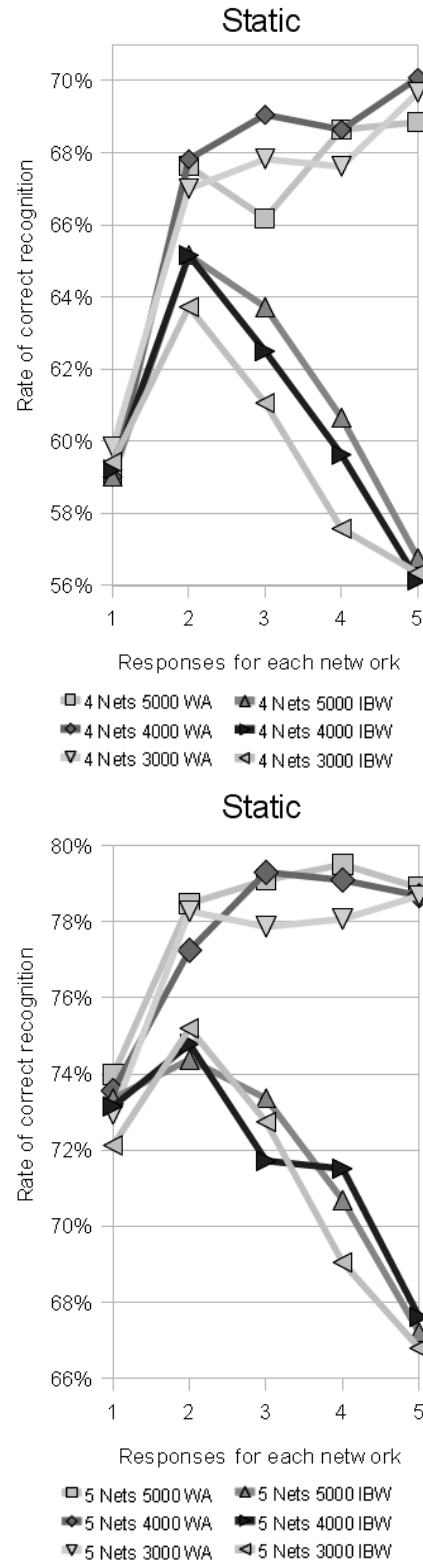 Static
70%
68%
66%
64%
62%
60%
58%
56%
Rate of correct recognition
1 2 3 4 5
Responses for each network
4 Nets 5000 WA 4 Nets 5000 IBW
4 Nets 4000 WA 4 Nets 4000 IBW
4 Nets 3000 WA 4 Nets 3000 IBW
Static
80%
78%
76%
74%
72%
70%
68%
66%
Rate of correct recognition
1 2 3 4 5
Responses for each network
5 Nets 5000 WA 5 Nets 5000 IBW
5 Nets 4000 WA 5 Nets 4000 IBW
5 Nets 3000 WA 5 Nets 3000 IBW